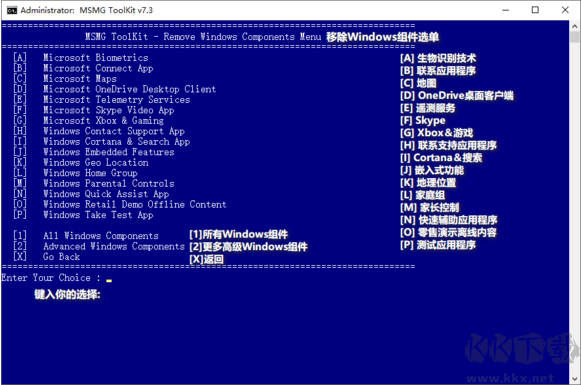 Administrator: MSMG ToolKit v7.3
MSMG ToolKit - Remove Windows Components Menu 移除Windows组件选单
[A] Microsoft Biometrics [A] 生物识别技术
[B] Microsoft Connect App [B] 联系应用程序
[C] Microsoft Maps [C] 地图
[D] Microsoft OneDrive Desktop Client [D] OneDrive桌面客户端
[E] Microsoft Telemetry Services [E] 遥测服务
[F] Microsoft Skype Video App [F] Skype
[G] Microsoft Xbox & Gaming [G] Xbox＆游戏
[H] Windows Contact Support App [H] 联系支持应用程序
[I] Windows Cortana & Search App [I] Cortana＆搜索
[J] Windows Embedded Features [J] 嵌入式功能
[K] Windows Geo Location [K] 地理位置
[L] Windows Home Group [L] 家庭组
[M] Windows Parental Controls [M] 家长控制
[N] Windows Quick Assist App [N] 快速辅助应用程序
[O] Windows Retail Demo Offline Content [O] 零售演示离线内容
[P] Windows Take Test App [P] 测试应用程序
[1] All Windows Components [1]所有Windows组件
[2] Advanced Windows Components [2]更多高级Windows组件
[X] Go Back [X]返回
Enter Your Choice :
键入你的选择:
KK下载
www.kkx.net